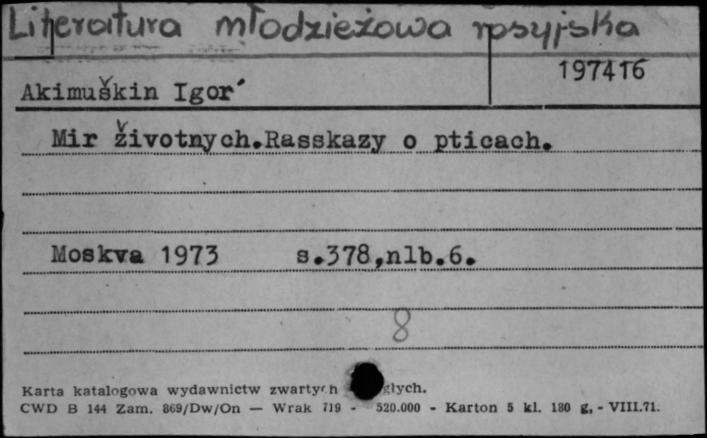 Literatura młodzieżowa rosyjska
197416
Akimuškin Igor´
Mir životnych.Rasskazy o pticach.
Moskva 1973 s.378,nlb.6.
8
Karta katalogowa wydawnictw zwartych głych.
CWD B 144 Zam. 869/Dw/On — Wrak 719 - 520.000 - Karton 5 kl. 180 g, - VIII.71.